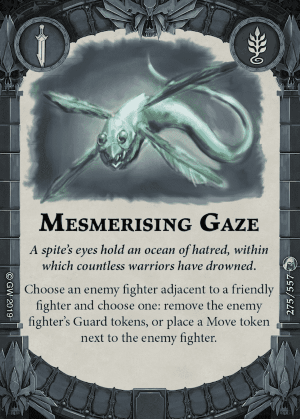 MESMERISING GAZE
A spite's eyes hold an ocean of hatred, within
which countless warriors have drowned.
Choose an enemy fighter adjacent to a friendly
fighter and choose one: remove the enemy
fighter's Guard tokens, or place a Move token
next to the enemy fighter.
© GW 2019
275/557